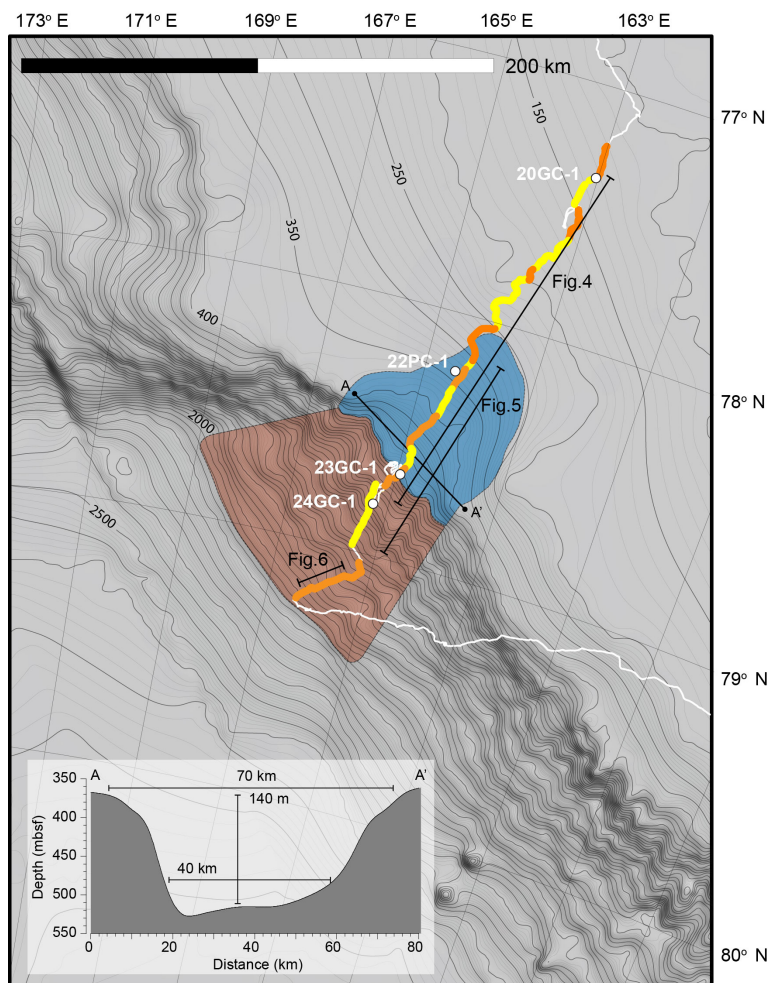 173° E 171° E 169° E 167° E 165° E 163° E
200 km
150
77° N
250
20GC-1
350
Fig.4
400
22PC-1
78° N
A
Fig.5
2000
23GC-1
24GC-1
A'
2500
Fig.6
79° N
A 70 km A'
350
140 m
400
450
40 km
500
550
Depth (mbsf)
0 20 40 60 80
Distance (km)
80° N